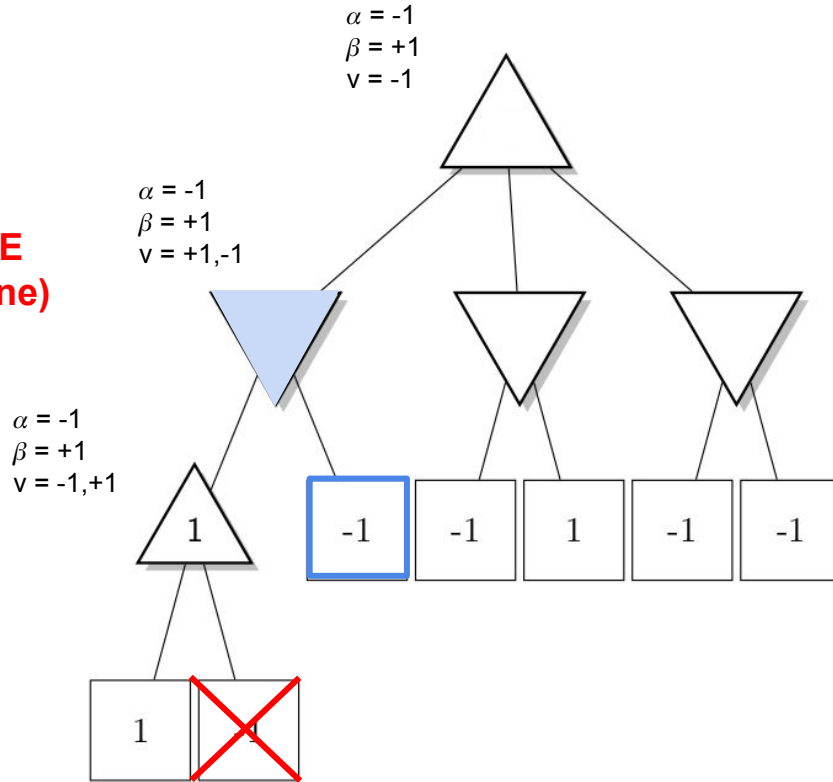 α = -1
β = +1
v = -1
α = -1
β = +1
v = +1,-1
E
ne)
α = -1
β = +1
v = -1,+1
1
-1
-1
1
-1
-1
1
-1